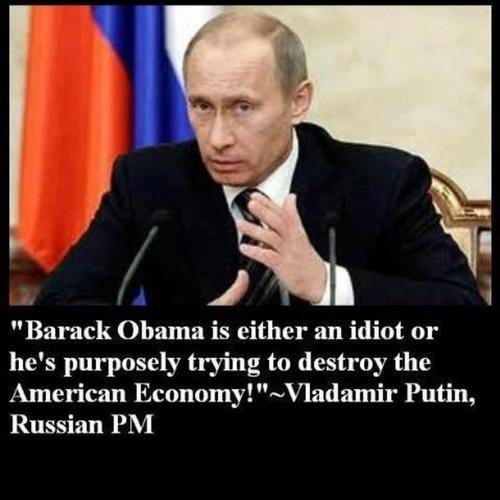 "Barack Obama is either an idiot or
he's purposely trying to destroy the
American Economy!"~Vladamir Putin,
Russian PM